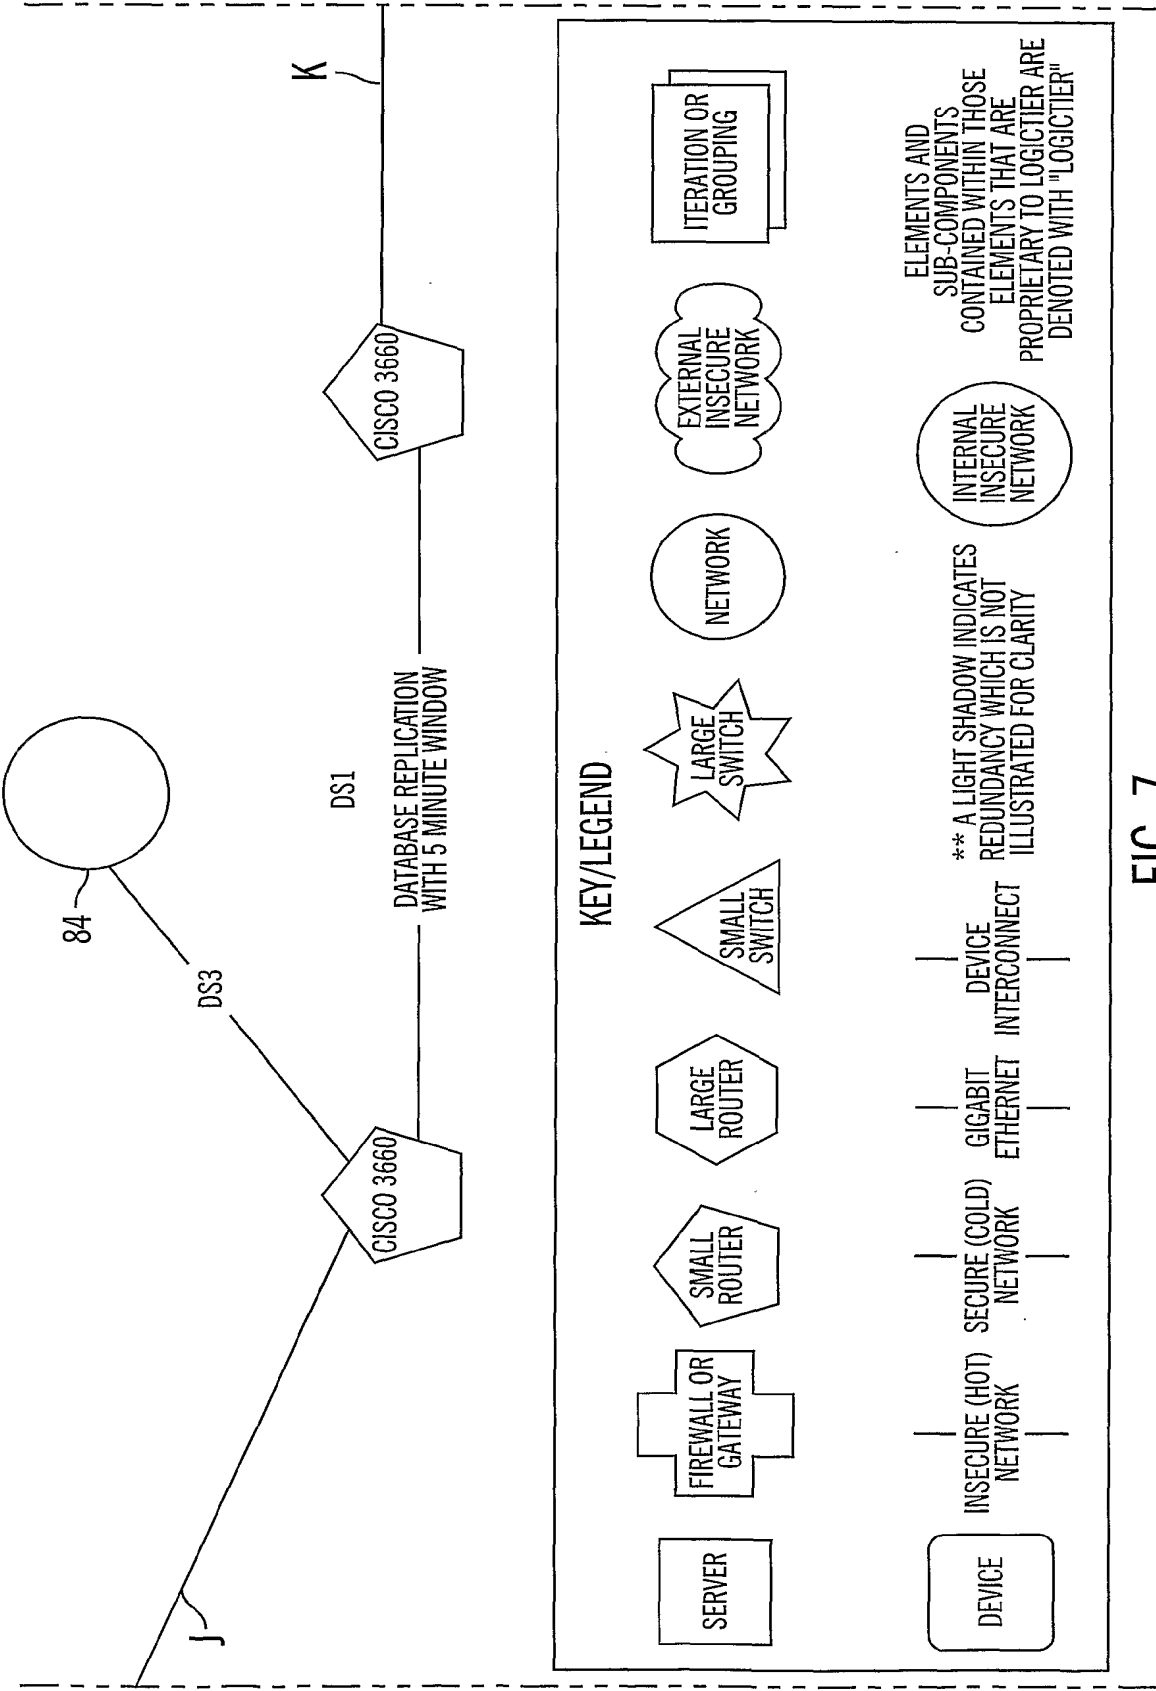 84
DS3
J
K
CISCO 3660
CISCO 3660
DS1
DATABASE REPLICATION
WITH 5 MINUTE WINDOW
KEY/LEGEND
SERVER
FIREWALL OR
GATEWAY
SMALL
ROUTER
LARGE
ROUTER
SMALL
SWITCH
LARGE
SWITCH
NETWORK
EXTERNAL
INSECURE
NETWORK
ITERATION OR
GROUPING
DEVICE
INSECURE (HOT)
NETWORK
SECURE (COLD)
NETWORK
GIGABIT
ETHERNET
DEVICE
INTERCONNECT
** A LIGHT SHADOW INDICATES
REDUNDANCY WHICH IS NOT
ILLUSTRATED FOR CLARITY
INTERNAL
INSECURE
NETWORK
ELEMENTS AND
SUB-COMPONENTS
CONTAINED WITHIN THOSE
ELEMENTS THAT ARE
PROPRIETARY TO LOGICTIER ARE
DENOTED WITH "LOGICTIER"
FIG. 7